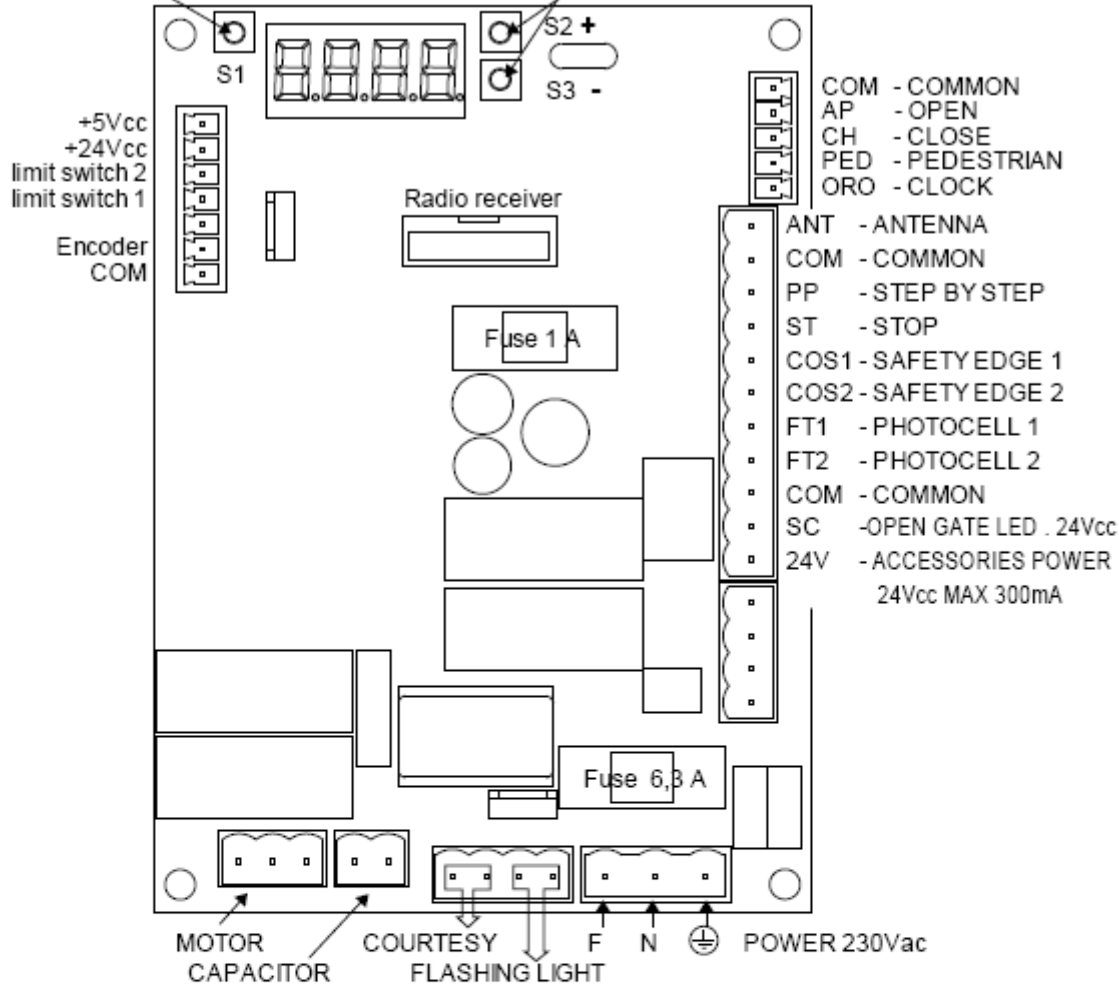 S1
S2 +
S3 -
+5Vcc
+24Vcc
limit switch 2
limit switch 1
Encoder
COM
Radio receiver
Fuse 1 A
COM - COMMON
AP - OPEN
CH - CLOSE
PED - PEDESTRIAN
ORO - CLOCK
ANT - ANTENNA
COM - COMMON
PP - STEP BY STEP
ST - STOP
COS1 - SAFETY EDGE 1
COS2 - SAFETY EDGE 2
FT1 - PHOTOCELL 1
FT2 - PHOTOCELL 2
COM - COMMON
SC -OPEN GATE LED . 24Vcc
24V - ACCESSORIES POWER
24Vcc MAX 300mA
Fuse 6,3 A
MOTOR
CAPACITOR
COURTESY
FLASHING LIGHT
F N
POWER 230Vac